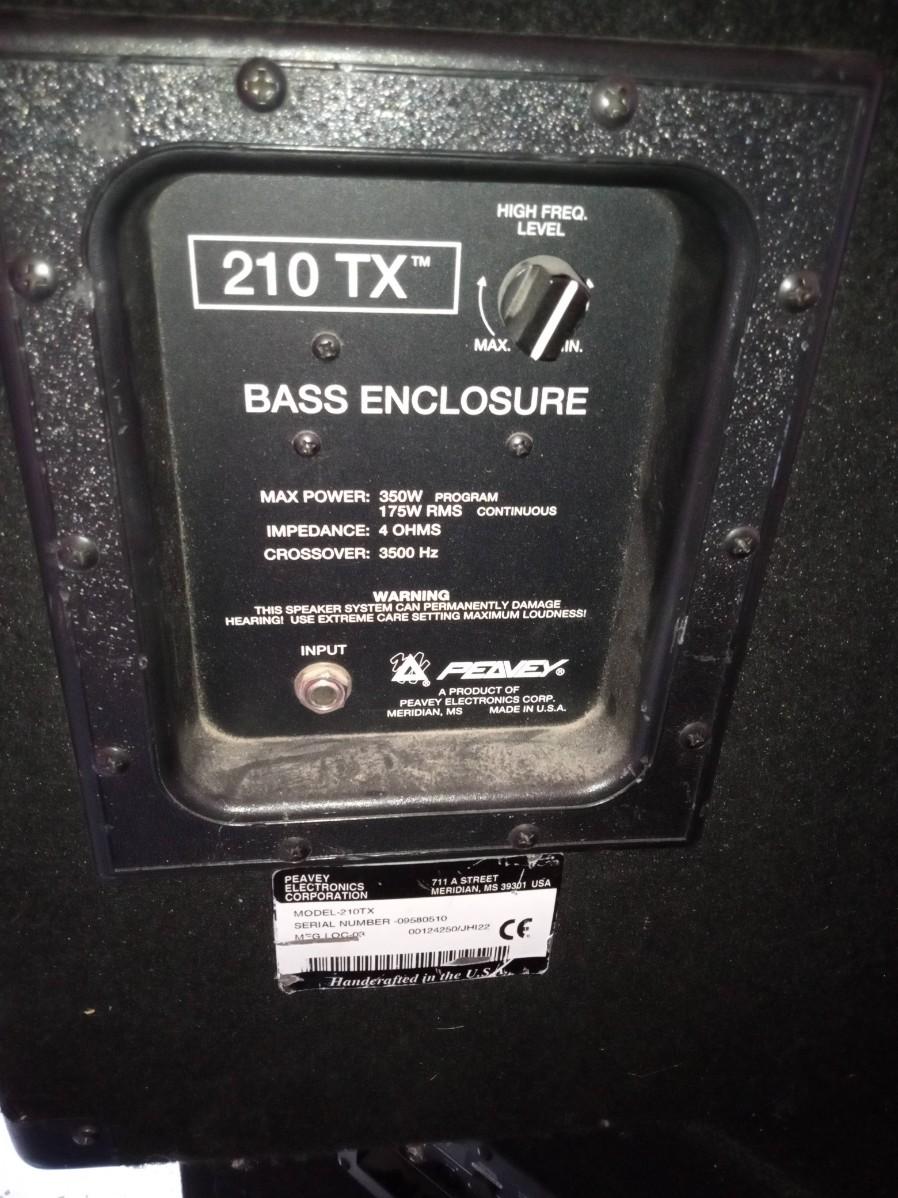 HIGH FREQ.
LEVEL
210 TX™
MAX.
BASS ENCLOSURE
MAX POWER: 350W PROGRAM
175W RMS CONTINUOUS
IMPEDANCE: 4 OHMS
CROSSOVER: 3500 Hz
WARNING
THIS SPEAKER SYSTEM CAN PERMANENTLY DAMAGE
HEARING! USE EXTREME CARE SETTING MAXIMUM LOUDNESS!
INPUT
PEAVEY®
A PRODUCT OF
PEAVEY ELECTRONICS CORP.
MERIDIAN, MS MADE IN U.S.A.
PEAVEY
ELECTRONICS
CORPORATION
711 A STREET
MERIDIAN, MS 39301 USA
MODEL-210TX
SERIAL NUMBER -09580510
MFG LOC-03 00124250/JHI22
CE
Handcrafted in the U.S.